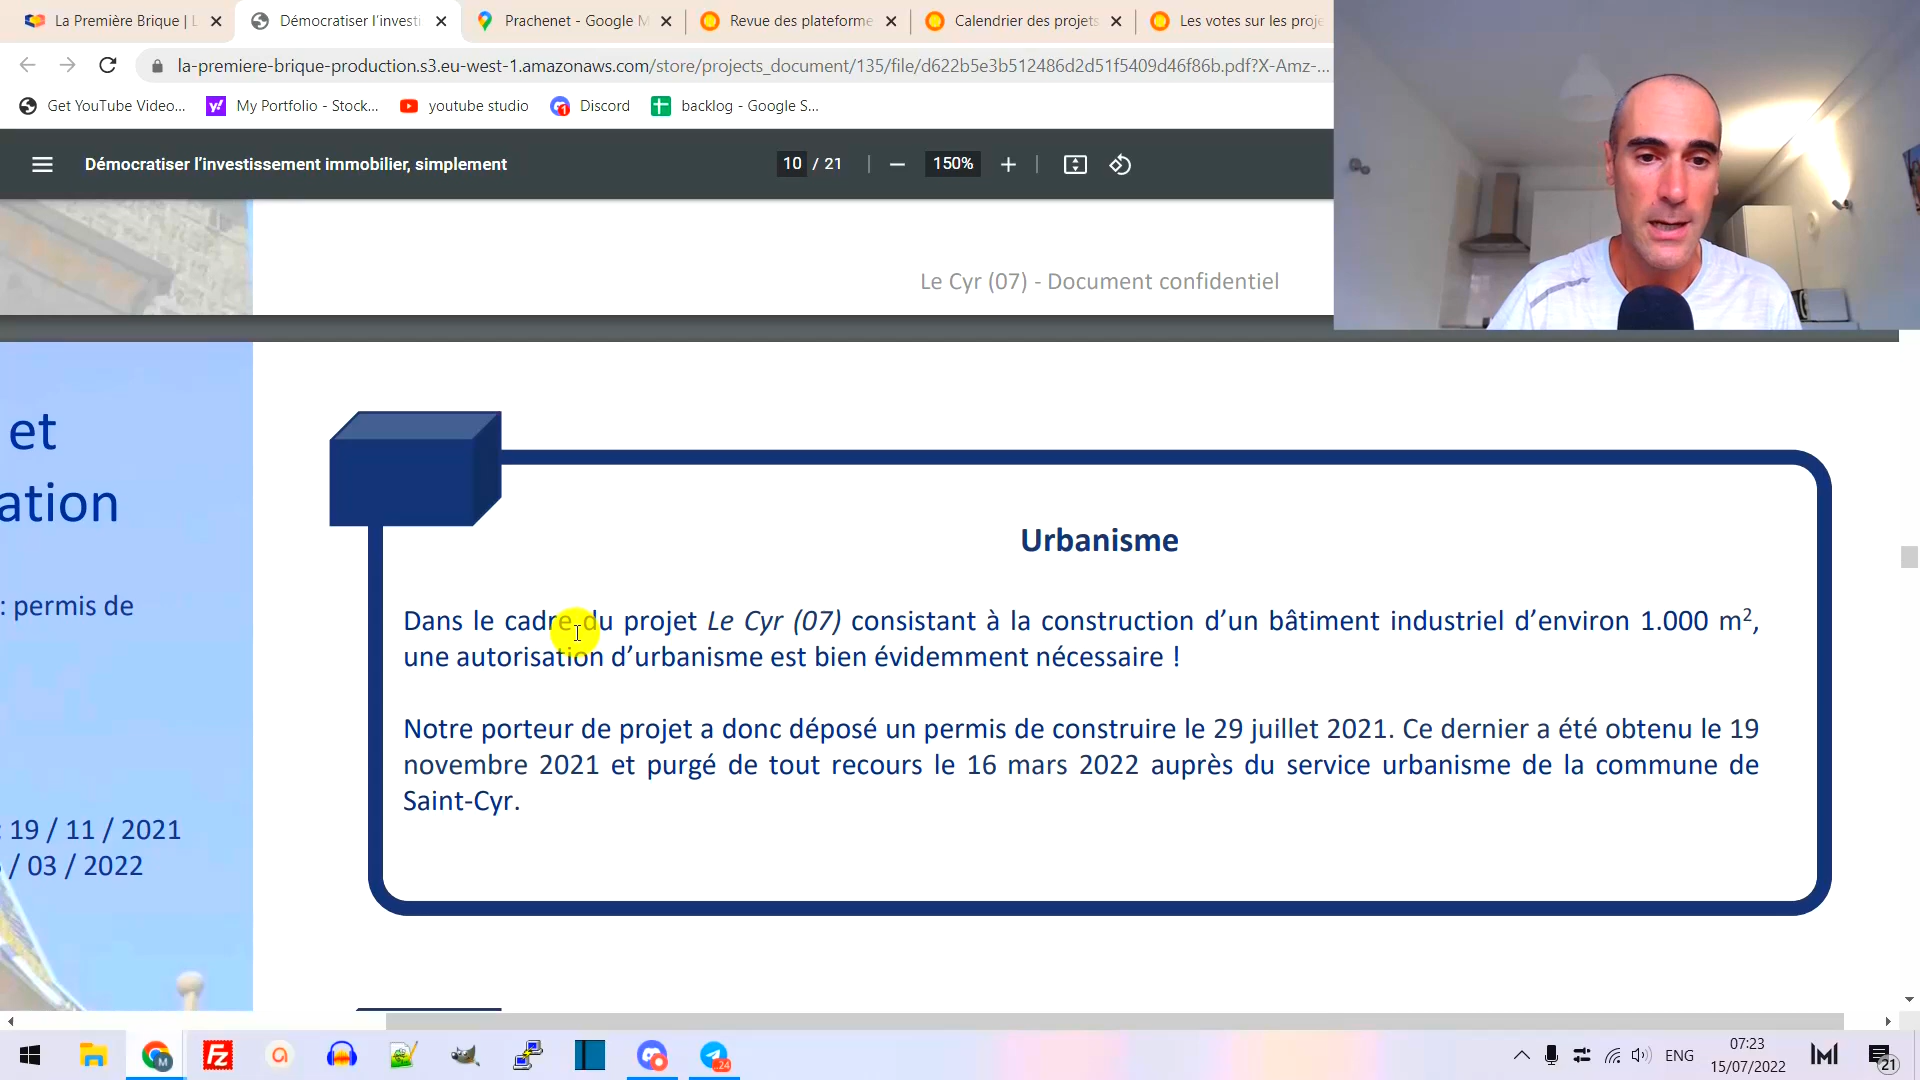 La Première Brique | L
Démocratiser l'investi
Prachenet - Google M
Revue des plateforme
Calendrier des projets
Les votes sur les proje
la-premiere-brique-production.s3.eu-west-1.amazonaws.com/store/projects_document/135/file/d622b5e3b512486d2d51f5409d46f86b.pdf?X-Amz-...
Get YouTube Video...
My Portfolio - Stock...
youtube studio
Discord
backlog - Google S...
Démocratiser l'investissement immobilier, simplement
10 / 21
150%
Le Cyr (07) - Document confidentiel
et
ation
: permis de
: 19 / 11 / 2021
/ 03 / 2022
Urbanisme
Dans le cadre du projet Le Cyr (07) consistant à la construction d'un bâtiment industriel d'environ 1.000 m²,
une autorisation d'urbanisme est bien évidemment nécessaire !
Notre porteur de projet a donc déposé un permis de construire le 29 juillet 2021. Ce dernier a été obtenu le 19
novembre 2021 et purgé de tout recours le 16 mars 2022 auprès du service urbanisme de la commune de
Saint-Cyr.
ENG
07:23
15/07/2022
21
24